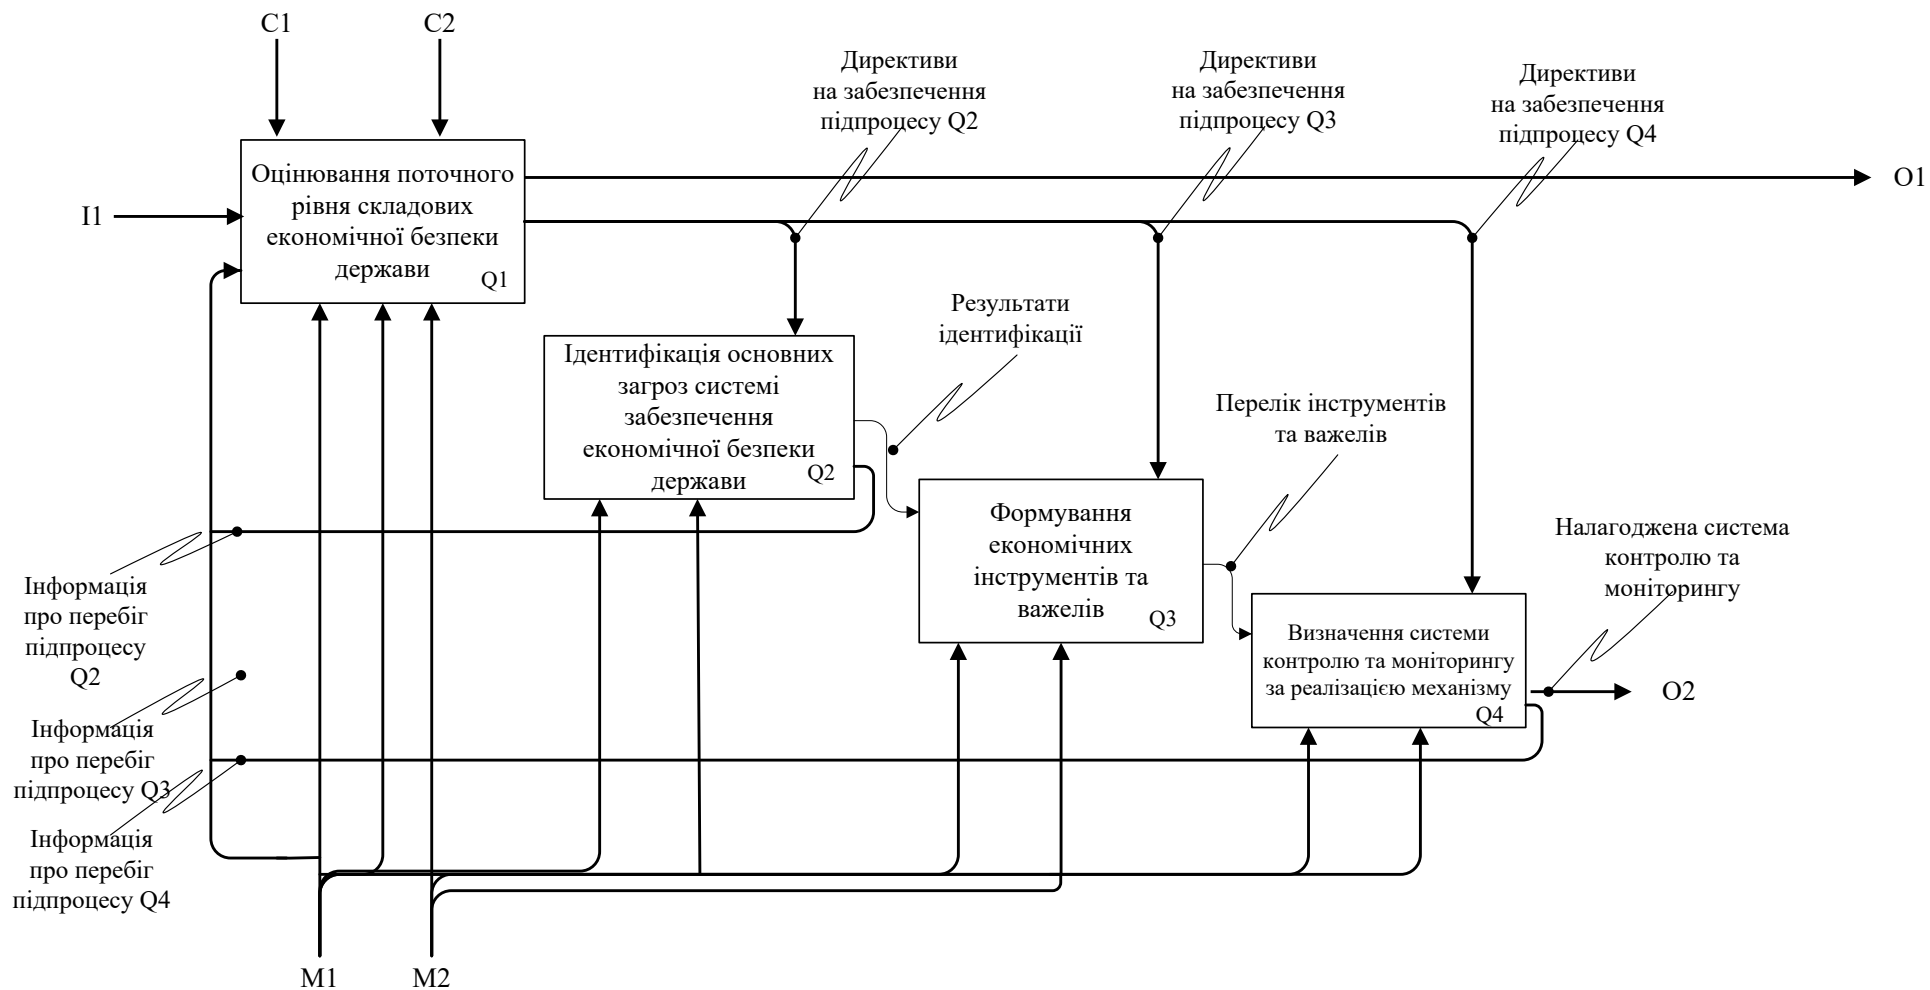 C1
C2
Директиви
на забезпечення
підпроцесу Q2
Директиви
на забезпечення
підпроцесу Q3
Директиви
на забезпечення
підпроцесу Q4
Оцінювання поточного
рівня складових
економічної безпеки
держави
Q1
I1
O1
Результати
ідентифікації
Ідентифікація основних
загроз системі
забезпечення
економічної безпеки
держави
Q2
Перелік інструментів
та важелів
Формування
економічних
інструментів та
важелів
Q3
Налагоджена система
контролю та
моніторингу
Визначення системи
контролю та моніторингу
за реалізацією механізму
Q4
O2
Інформація
про перебіг
підпроцесу
Q2
Інформація
про перебіг
підпроцесу Q3
Інформація
про перебіг
підпроцесу Q4
M1
M2